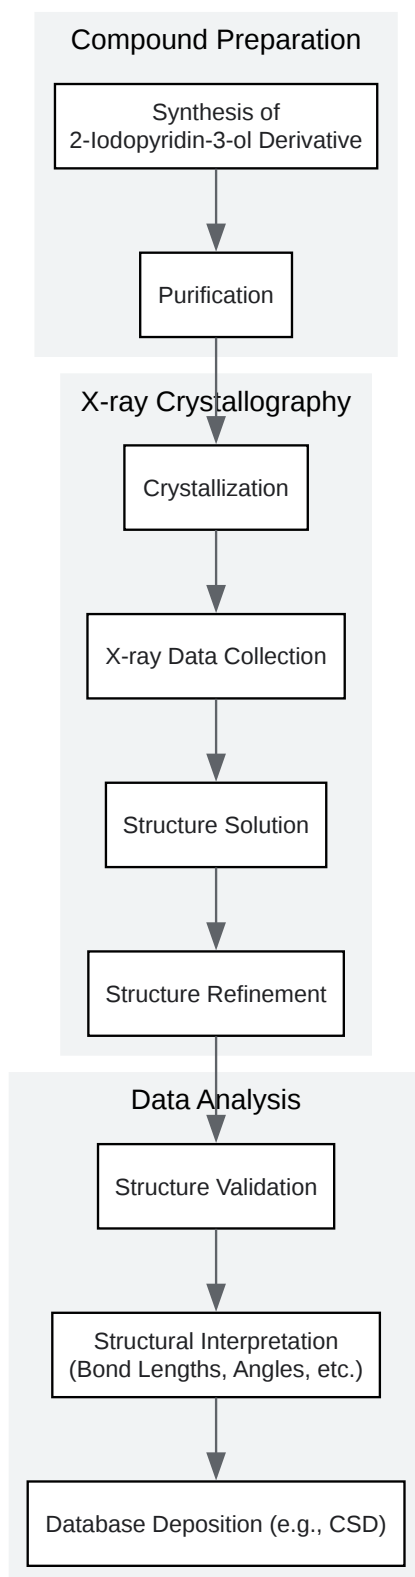 Compound Preparation
Synthesis of
2-Iodopyridin-3-ol Derivative
Purification
X-ray Crystallography
Crystallization
X-ray Data Collection
Structure Solution
Structure Refinement
Data Analysis
Structure Validation
Structural Interpretation
(Bond Lengths, Angles, etc.)
Database Deposition (e.g., CSD)